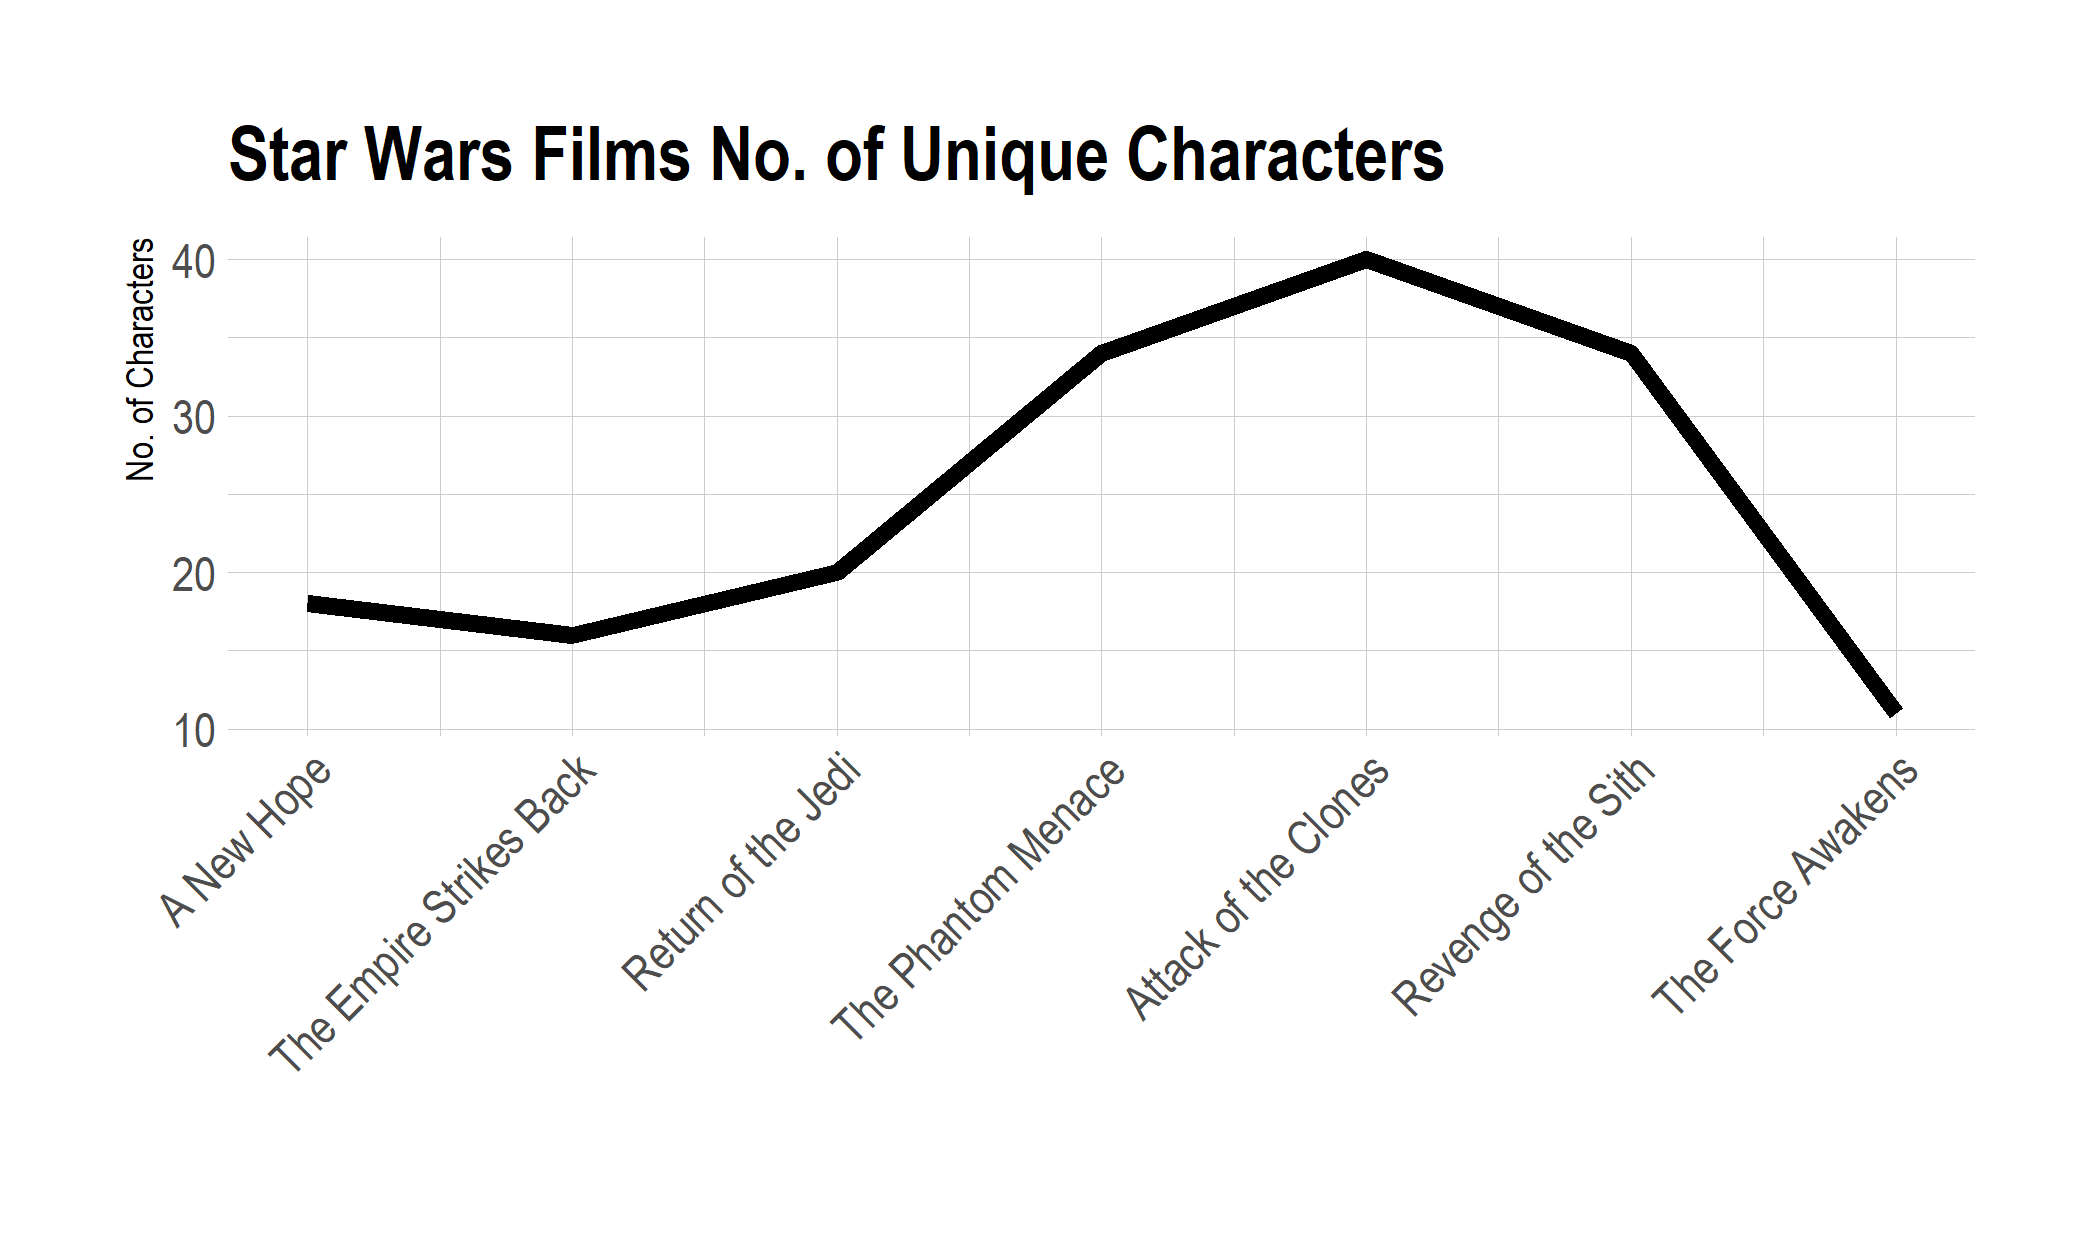 Star Wars Films No. of Unique Characters
No. of Characters
40
30
20
10
A New Hope
The Empire Strikes Back
Return of the Jedi
The Phantom Menace
Attack of the Clones
Revenge of the Sith
The Force Awakens